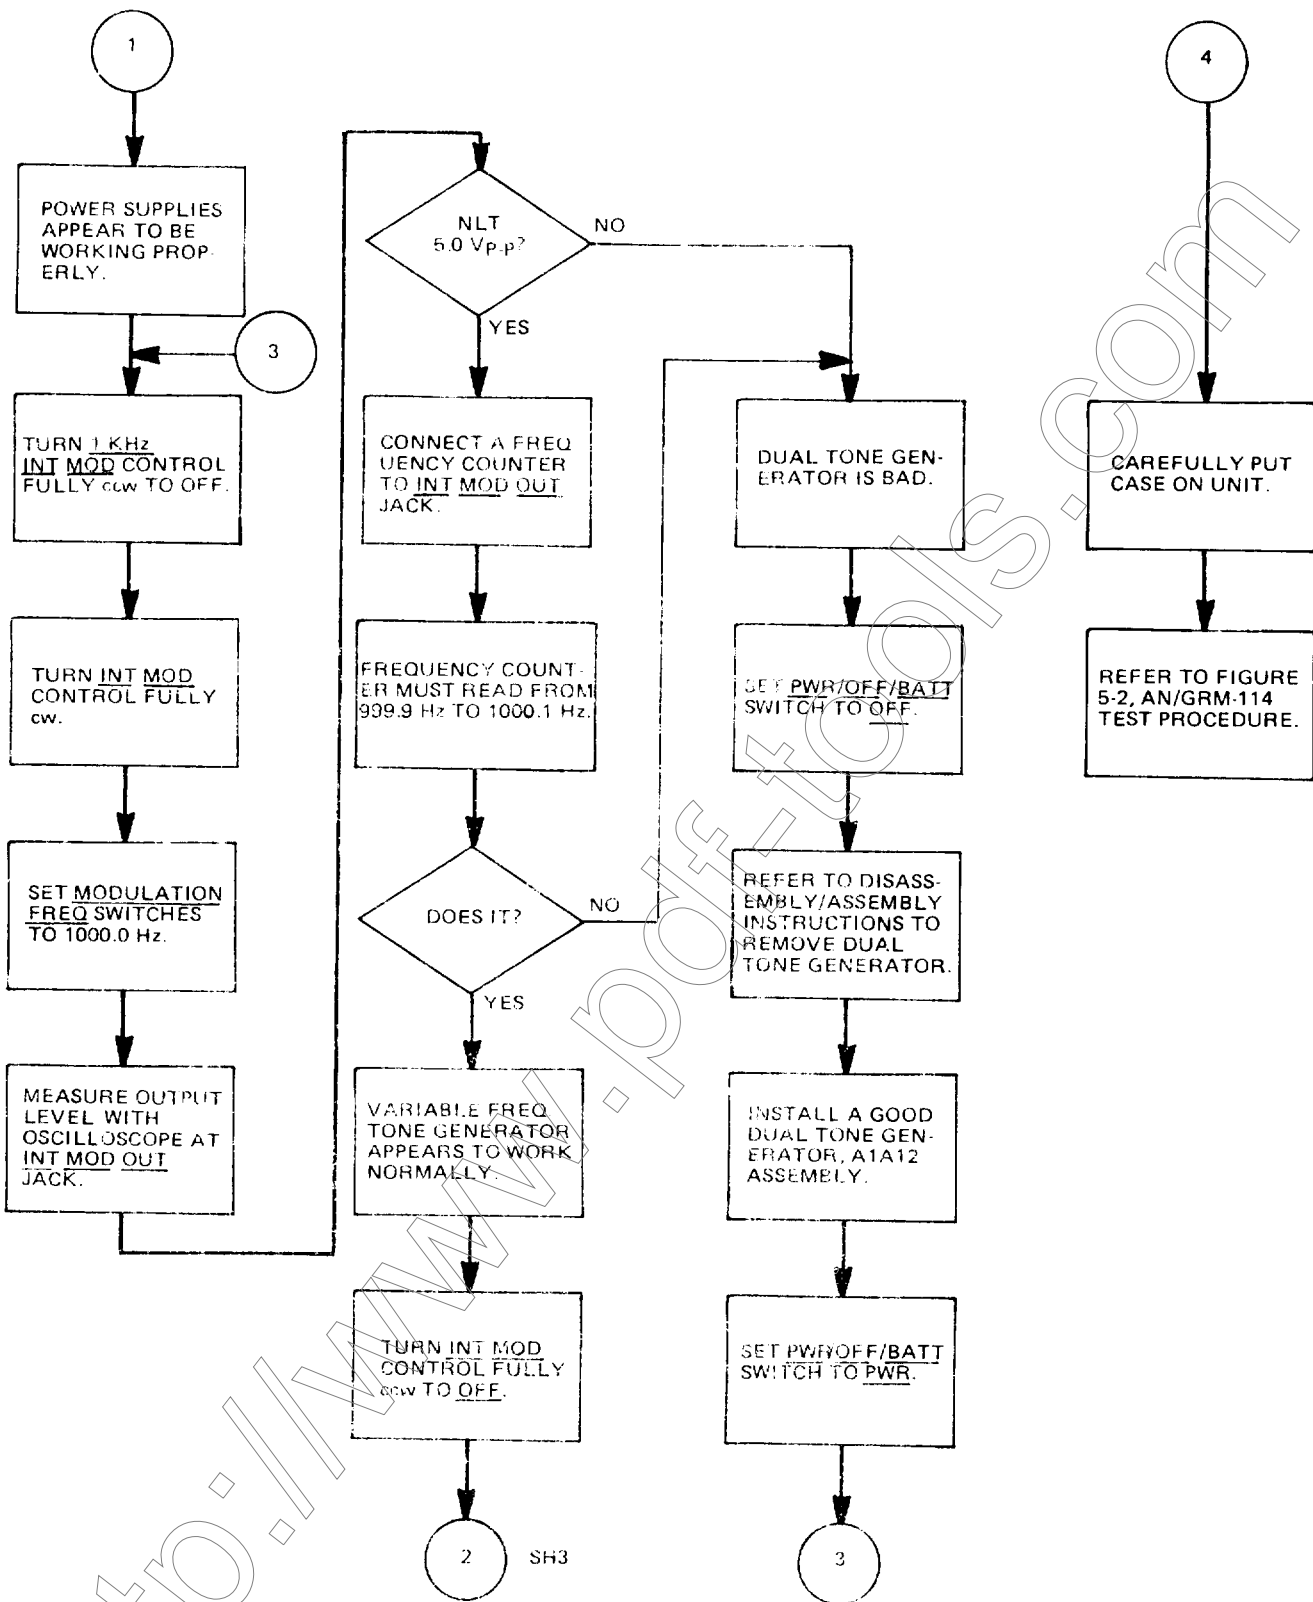 1
POWER SUPPLIES
APPEAR TO BE
WORKING PROP-
ERLY.
3
TURN 1 KHz
INT MOD CONTROL
FULLY ccw TO OFF.
TURN INT MOD
CONTROL FULLY
cw.
SET MODULATION
FREQ SWITCHES
TO 1000.0 Hz.
MEASURE OUTPUT
LEVEL WITH
OSCILLOSCOPE AT
INT MOD OUT
JACK.
NLT
5.0 Vp-p?
NO
YES
CONNECT A FREQ
UENCY COUNTER
TO INT MOD OUT
JACK.
FREQUENCY COUNT-
ER MUST READ FROM
999.9 Hz TO 1000.1 Hz.
DOES IT?
NO
YES
VARIABLE FREQ
TONE GENERATOR
APPEARS TO WORK
NORMALLY.
TURN INT MOD
CONTROL FULLY
ccw TO OFF.
2
SH3
DUAL TONE GEN-
ERATOR IS BAD.
SET PWR/OFF/BATT
SWITCH TO OFF.
REFER TO DISASS-
EMBLY/ASSEMBLY
INSTRUCTIONS TO
REMOVE DUAL
TONE GENERATOR.
INSTALL A GOOD
DUAL TONE GEN-
ERATOR, A1A12
ASSEMBLY.
SET PWR/OFF/BATT
SWITCH TO PWR.
3
4
CAREFULLY PUT
CASE ON UNIT.
REFER TO FIGURE
5-2, AN/GRM-114
TEST PROCEDURE.
tp://www.pdf-tools.com